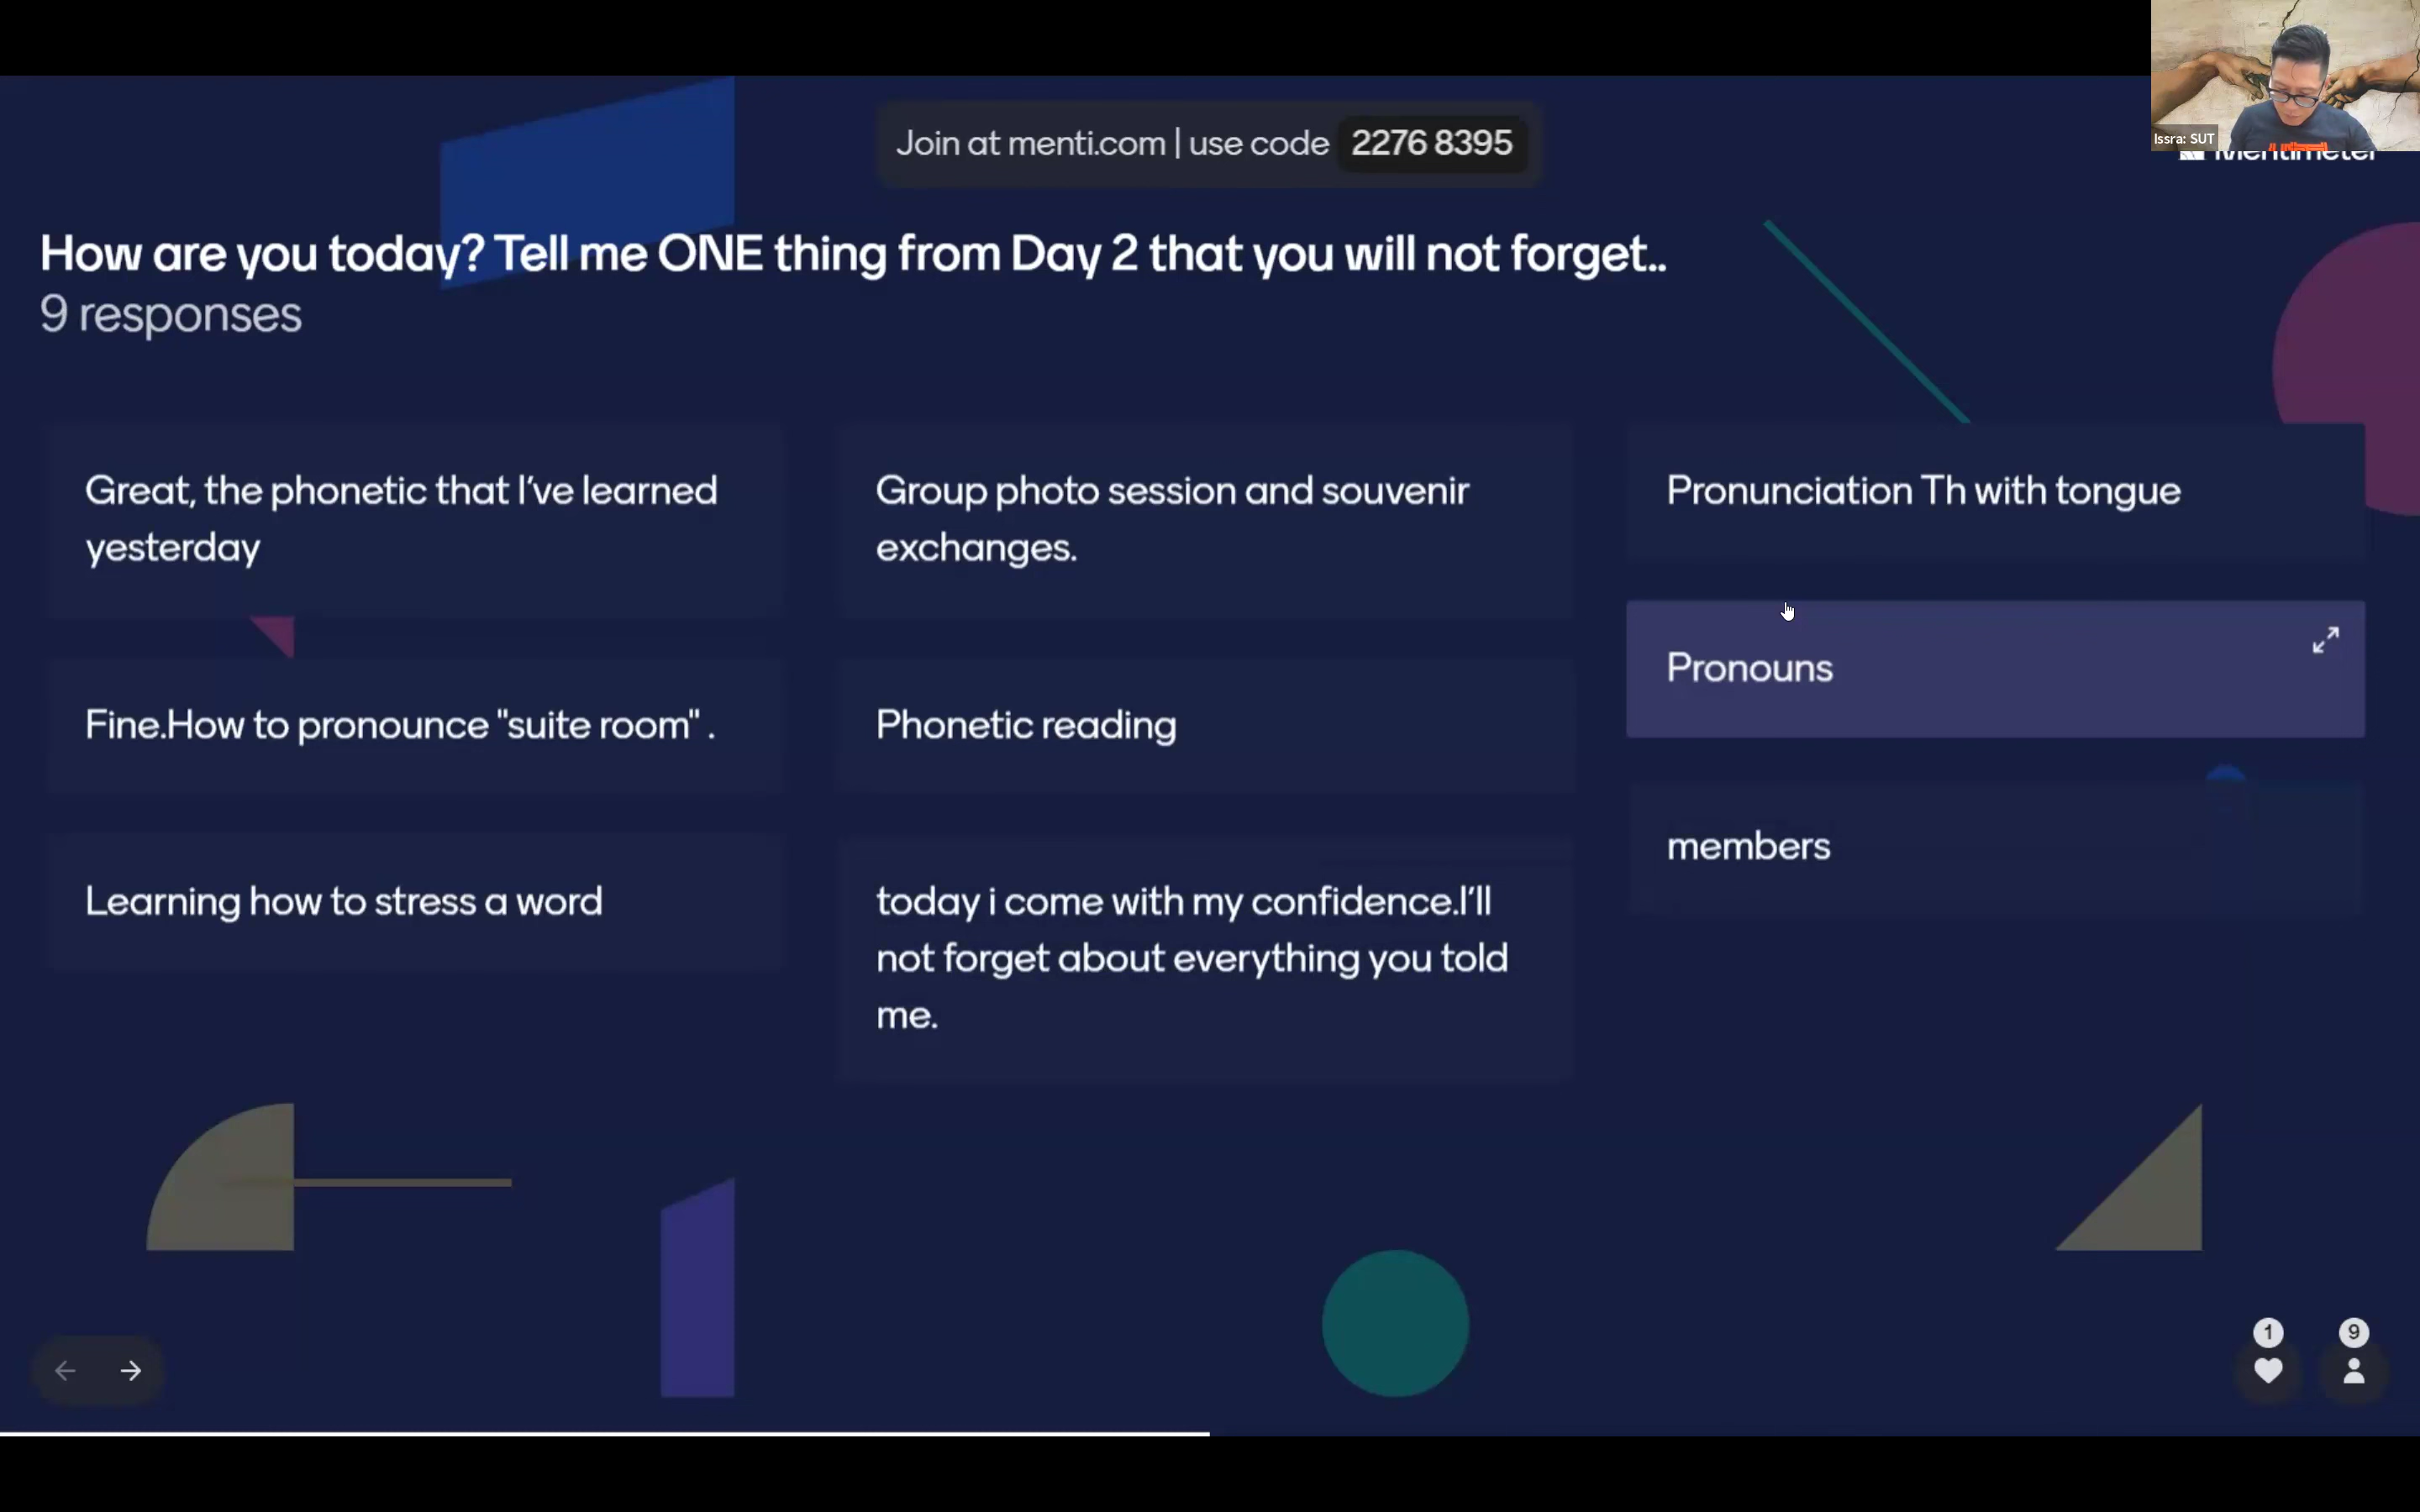 Join at menti.com | use code 2276 8395
Issra: SUT
Mentimeter
How are you today? Tell me ONE thing from Day 2 that you will not forget..
9 responses
Great, the phonetic that I've learned
yesterday
Fine.How to pronounce "suite room" .
Learning how to stress a word
Group photo session and souvenir
exchanges.
Phonetic reading
today i come with my confidence.I'll
not forget about everything you told
me.
Pronunciation Th with tongue
Pronouns
members
1
9